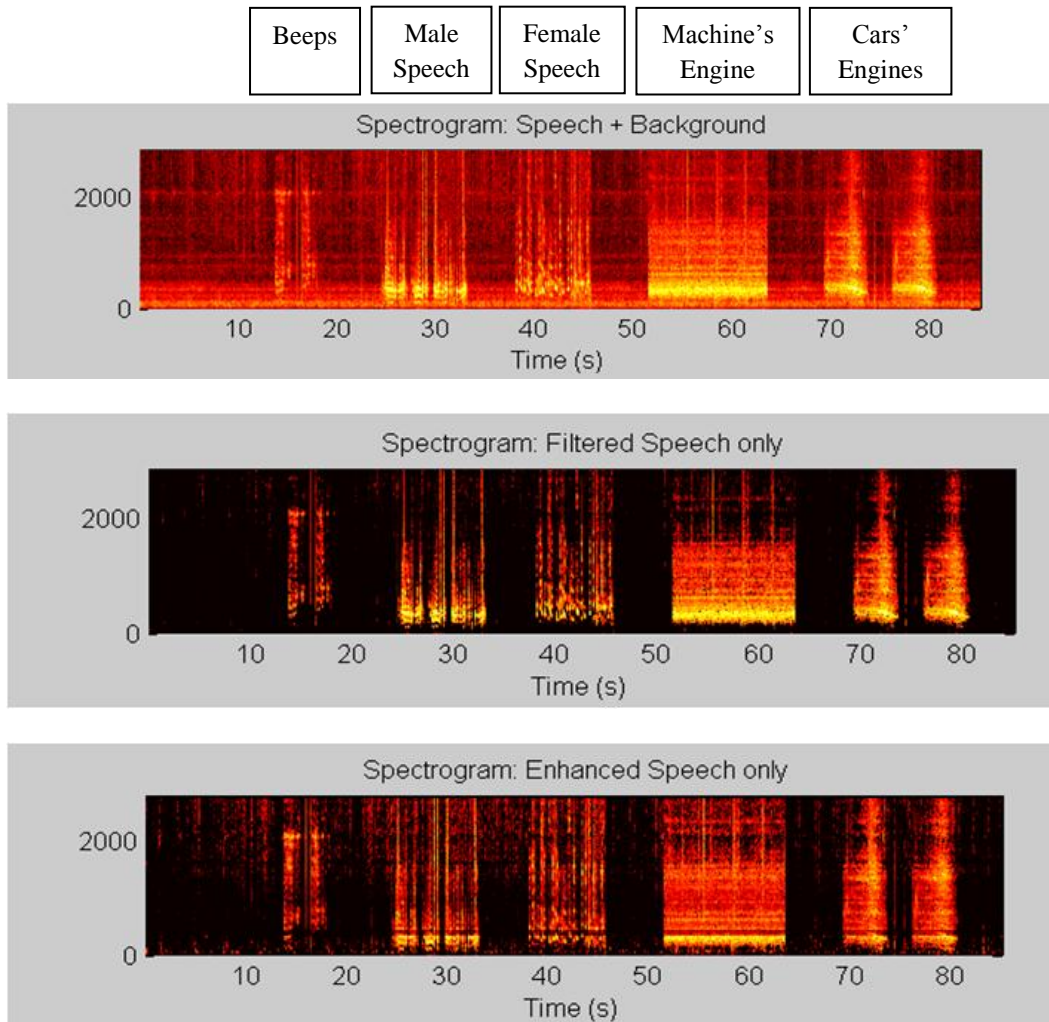 Beeps
Male
Speech
Female
Speech
Machine’s
Engine
Cars’
Engines
Spectrogram: Speech + Background
2000
0
10 20 30 40 50 60 70 80
Time (s)
Spectrogram: Filtered Speech only
2000
0
10 20 30 40 50 60 70 80
Time (s)
Spectrogram: Enhanced Speech only
2000
0
10 20 30 40 50 60 70 80
Time (s)